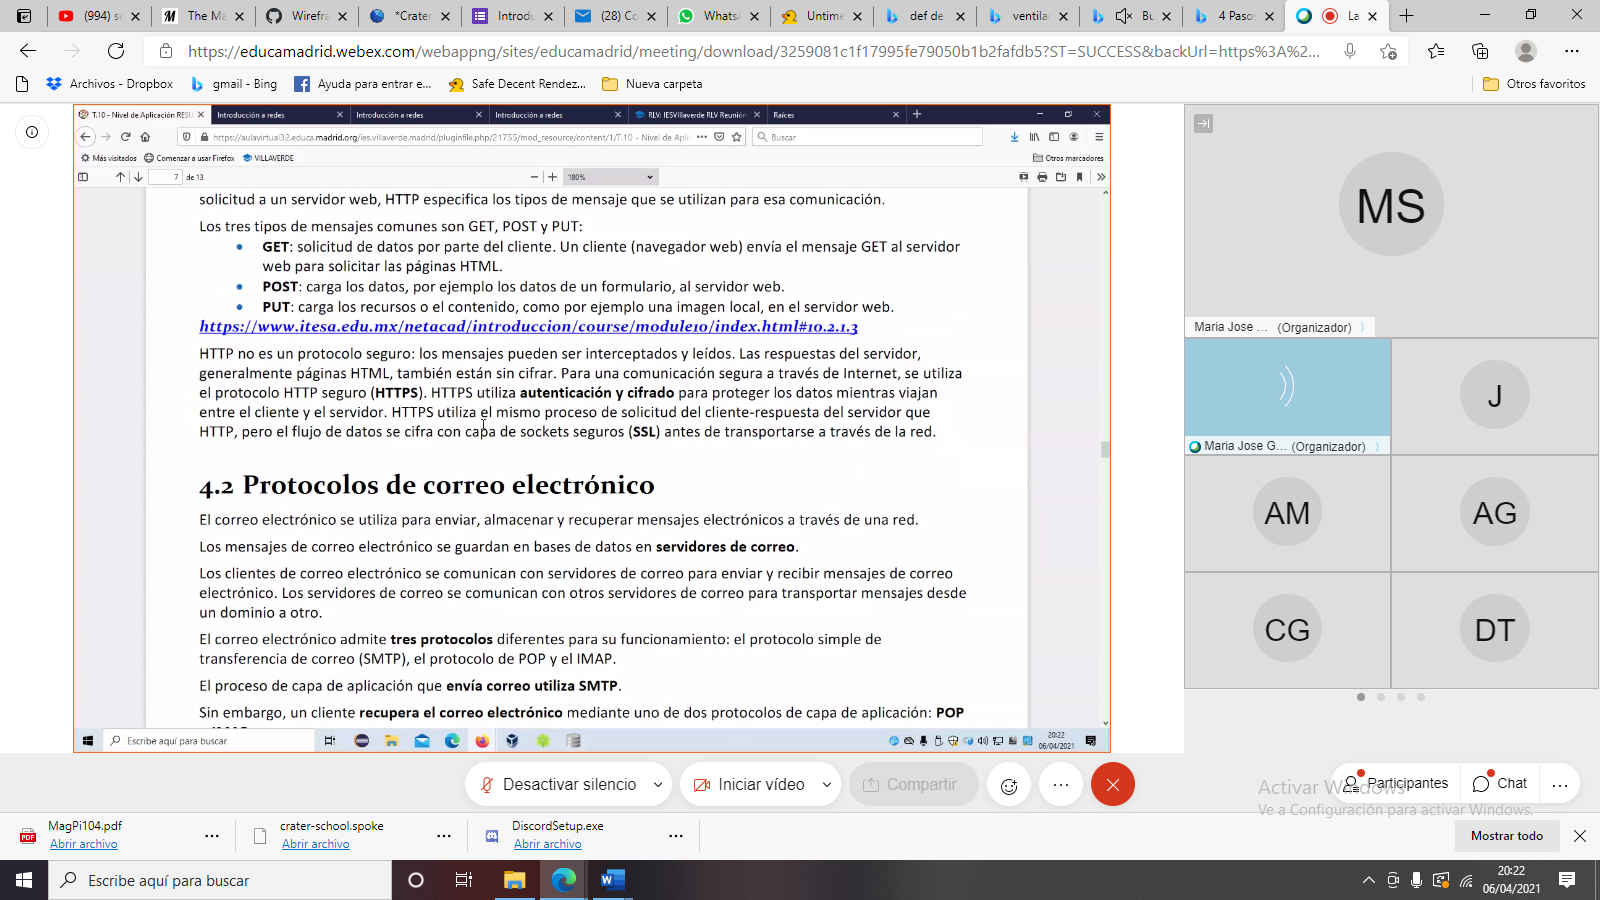 (994) se
The Ma
Wirefra
*Crater
Introdu
(28) Co
WhatsA
Untime
def de
ventila
Bu
4 Pasos
La
https://educamadrid.webex.com/webappng/sites/educamadrid/meeting/download/3259081c1f17995fe79050b1b2fafdb5?ST=SUCCESS&backUrl=https%3A%2...
Archivos - Dropbox
gmail - Bing
Ayuda para entrar e...
Safe Decent Rendez...
Nueva carpeta
Otros favoritos
T.10 - Nivel de Aplicación RESU
Introducción a redes
Introducción a redes
Introducción a redes
RLV: IESVillaverde RLV Reunión
Raíces
https://aulavirtual32.educa.madrid.org/ies.villaverde.madrid/pluginfile.php/21755/mod_resource/content/1/T.10 - Nivel de Apli
Buscar
Más visitados
Comenzar a usar Firefox
VILLAVERDE
Otros marcadores
7 de 13
180%
solicitud a un servidor web, HTTP especifica los tipos de mensaje que se utilizan para esa comunicación.
Los tres tipos de mensajes comunes son GET, POST y PUT:
• GET: solicitud de datos por parte del cliente. Un cliente (navegador web) envía el mensaje GET al servidor
web para solicitar las páginas HTML.
• POST: carga los datos, por ejemplo los datos de un formulario, al servidor web.
• PUT: carga los recursos o el contenido, como por ejemplo una imagen local, en el servidor web.
https://www.itesa.edu.mx/netacad/introduccion/course/module10/index.html#10.2.1.3
HTTP no es un protocolo seguro: los mensajes pueden ser interceptados y leídos. Las respuestas del servidor,
generalmente páginas HTML, también están sin cifrar. Para una comunicación segura a través de Internet, se utiliza
el protocolo HTTP seguro (HTTPS). HTTPS utiliza autenticación y cifrado para proteger los datos mientras viajan
entre el cliente y el servidor. HTTPS utiliza el mismo proceso de solicitud del cliente-respuesta del servidor que
HTTP, pero el flujo de datos se cifra con capa de sockets seguros (SSL) antes de transportarse a través de la red.
4.2 Protocolos de correo electrónico
El correo electrónico se utiliza para enviar, almacenar y recuperar mensajes electrónicos a través de una red.
Los mensajes de correo electrónico se guardan en bases de datos en servidores de correo.
Los clientes de correo electrónico se comunican con servidores de correo para enviar y recibir mensajes de correo
electrónico. Los servidores de correo se comunican con otros servidores de correo para transportar mensajes desde
un dominio a otro.
El correo electrónico admite tres protocolos diferentes para su funcionamiento: el protocolo simple de
transferencia de correo (SMTP), el protocolo de POP y el IMAP.
El proceso de capa de aplicación que envía correo utiliza SMTP.
Sin embargo, un cliente recupera el correo electrónico mediante uno de dos protocolos de capa de aplicación: POP
Escribe aquí para buscar
20:22
06/04/2021
MS
Maria Jose ... (Organizador)
Maria Jose G... (Organizador)
J
AM
AG
CG
DT
Desactivar silencio
Iniciar vídeo
Compartir
Participantes
Chat
Activar Windows
Ve a Configuración para activar Windows.
MagPi104.pdf
Abrir archivo
crater-school.spoke
Abrir archivo
DiscordSetup.exe
Abrir archivo
Mostrar todo
Escribe aquí para buscar
20:22
06/04/2021